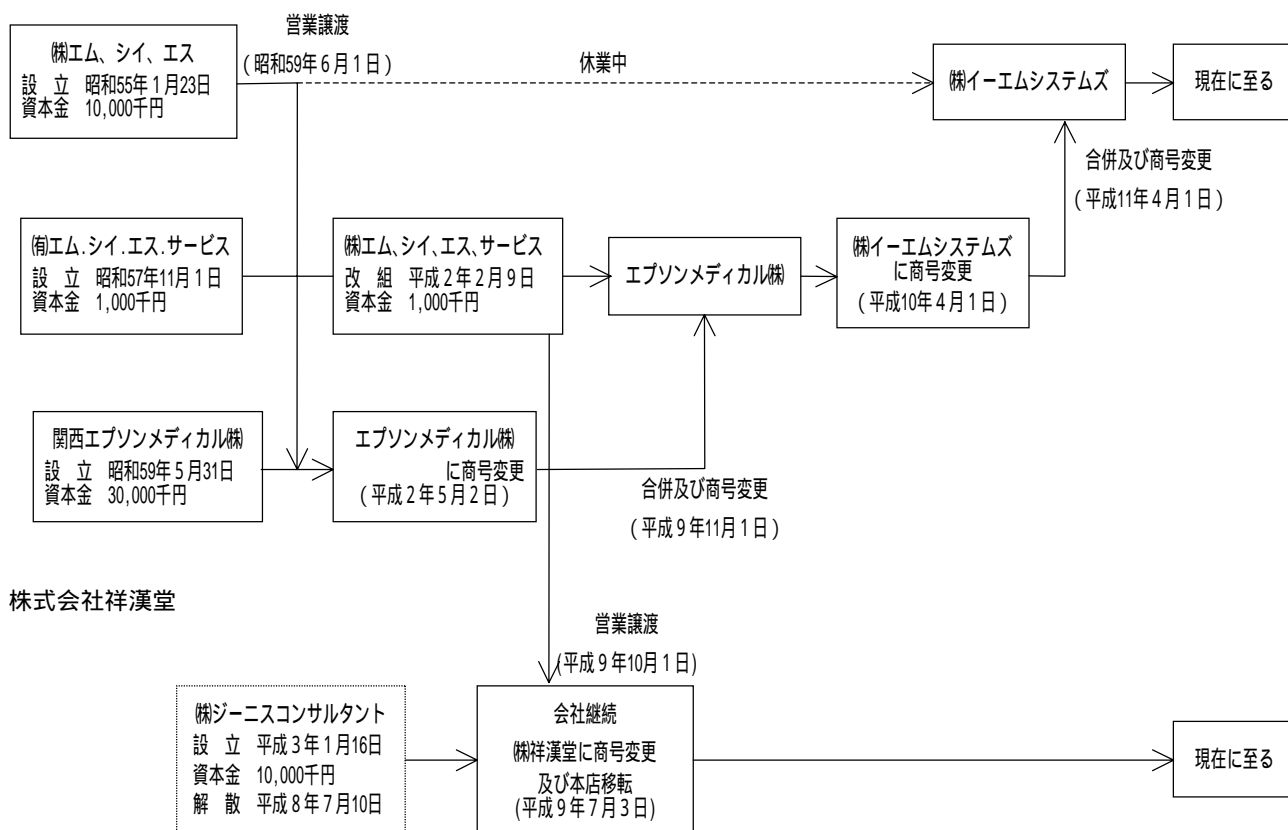 営業譲渡
(昭和59年6月1日)
㈱エム、シイ、エス
設　立　昭和55年1月23日
資本金　10,000千円
休業中
㈱イーエムシステムズ
現在に至る
合併及び商号変更
(平成11年4月1日)
㈲エム.シイ.エス.サービス
設　立　昭和57年11月1日
資本金　1,000千円
㈱エム、シイ、エス、サービス
改　組　平成2年2月9日
資本金　1,000千円
エプソンメディカル㈱
㈱イーエムシステムズ
に商号変更
(平成10年4月1日)
関西エプソンメディカル㈱
設　立　昭和59年5月31日
資本金　30,000千円
エプソンメディカル㈱
に商号変更
(平成2年5月2日)
合併及び商号変更
(平成9年11月1日)
株式会社祥漢堂
営業譲渡
(平成9年10月1日)
㈱ジーニスコンサルタント
設　立　平成3年1月16日
資本金　10,000千円
解　散　平成8年7月10日
会社継続
㈱祥漢堂に商号変更
及び本店移転
(平成9年7月3日)
現在に至る